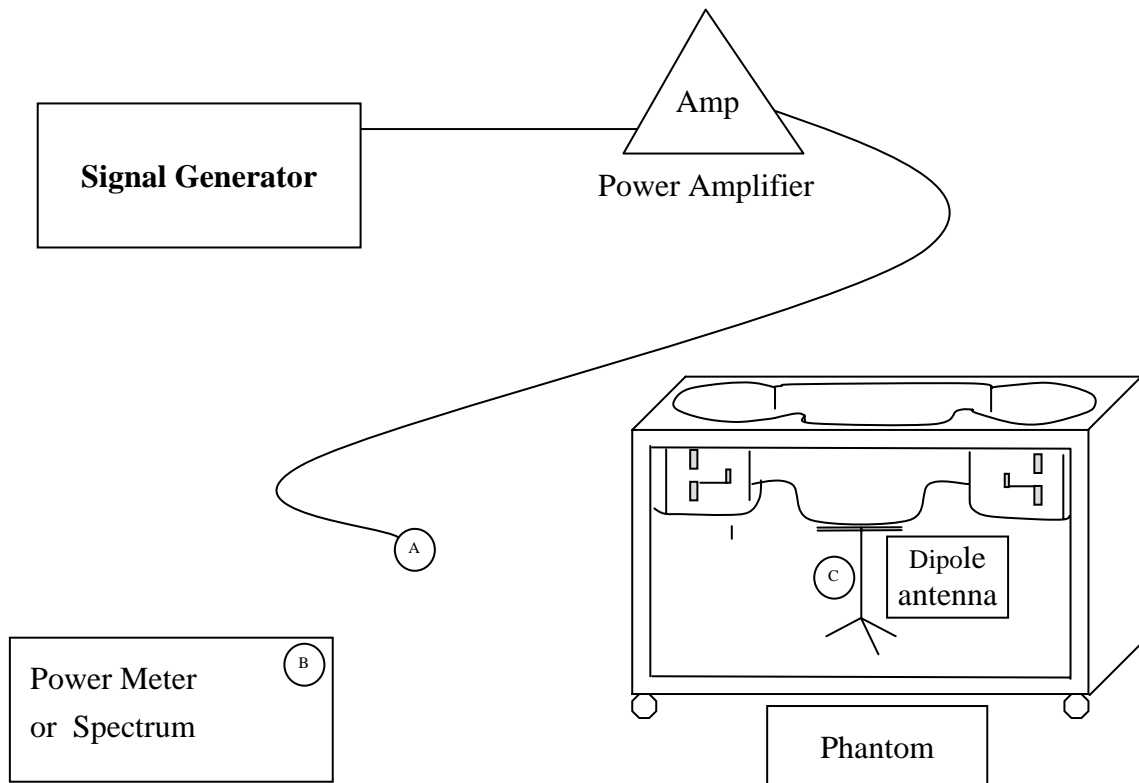 Amp
Signal Generator
Power Amplifier
A
C
Dipole
antenna
B
Power Meter
or Spectrum
Phantom